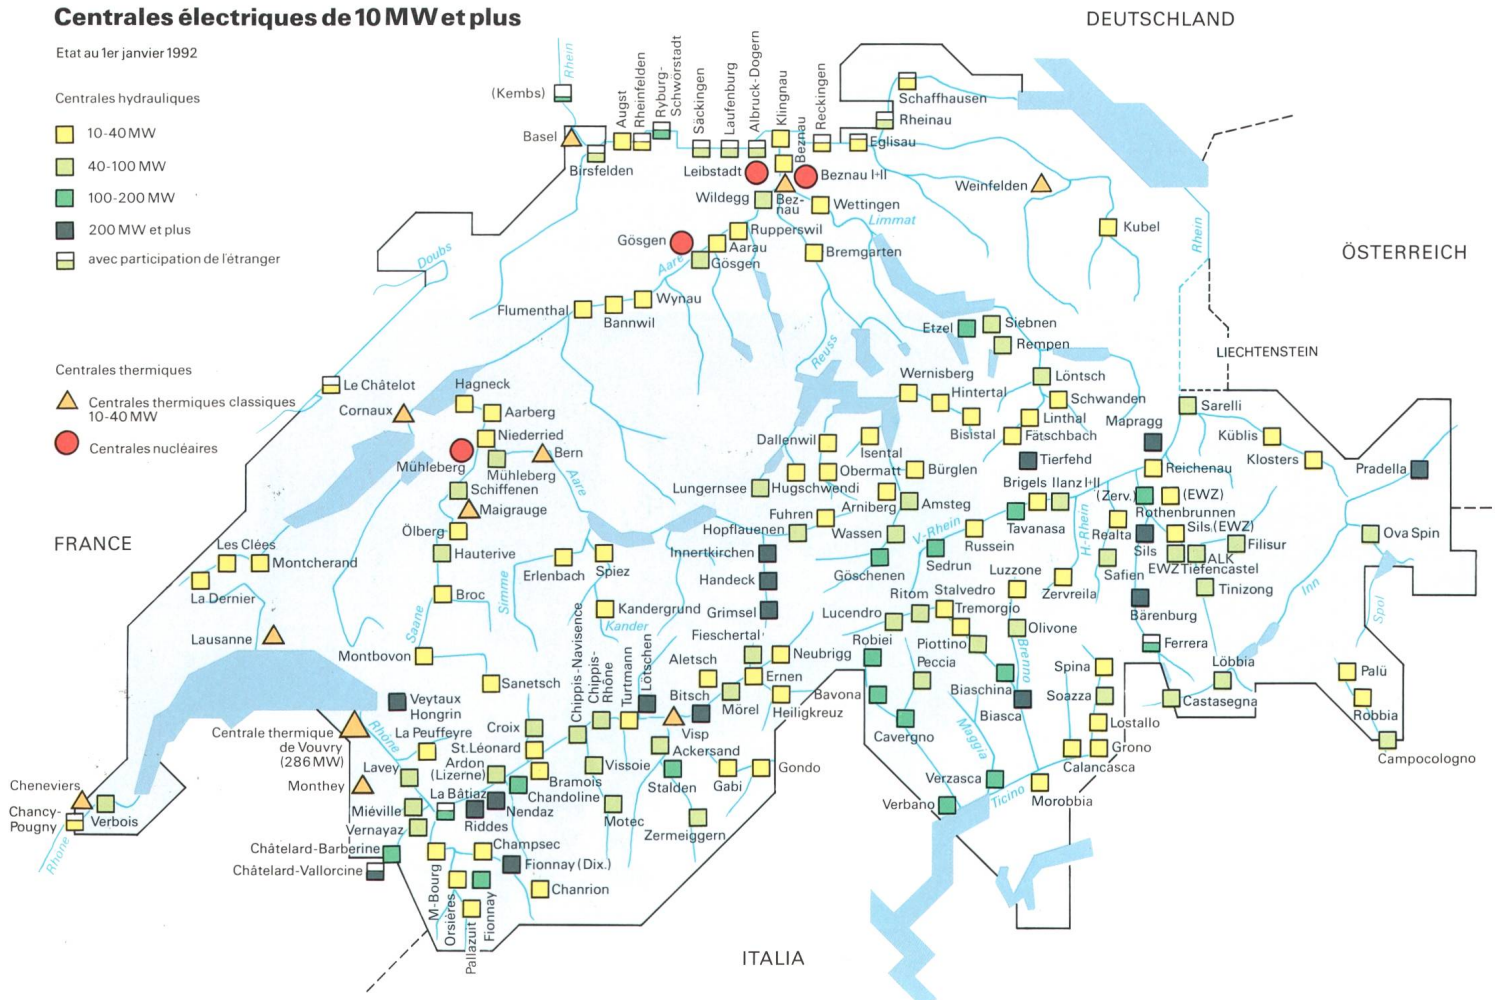 Centrales électriques de 10 MW et plus
Etat au 1er janvier 1992
Centrales hydrauliques
10-40 MW
40-100 MW
100-200 MW
200 MW et plus
avec participation de l'étranger
Centrales thermiques
Centrales thermiques classiques
10-40 MW
Centrales nucléaires
DEUTSCHLAND
ÖSTERREICH
LIECHTENSTEIN
FRANCE
ITALIA
Rhein
(Kembs)
Basel
Birsfelden
Augst
Rheinfelden
Ryburg-
Schwörstadt
Säckingen
Laufenburg
Albruck-Dogern
Klingnau
Beznau
Reckingen
Eglisau
Rheinau
Schaffhausen
Leibstadt
Beznau I+II
Wildegg
Bez-
nau
Wettingen
Limmat
Weinfelden
Kubel
Rhein
Gösgen
Rupperswil
Aarau
Gösgen
Aare
Bremgarten
Doubs
Flumenthal
Bannwil
Wynau
Reuss
Etzel
Siebnen
Rempen
Löntsch
Le Châtelot
Cornaux
Hagneck
Aarberg
Niederried
Mühleberg
Mühleberg
Bern
Aare
Schiffenen
Maigrauge
Ölberg
Hauterive
Broc
Saane
Simme
Montbovon
Sanetsch
Les Clées
Montcherand
La Dernier
Lausanne
Wernisberg
Hintertal
Bisistal
Schwanden
Linthal
Fätschbach
Tierfehd
Mapragg
Sarelli
Küblis
Klosters
Pradella
Dallenwil
Isental
Obermatt
Bürglen
Lungernsee
Hugschwendi
Arniberg
Amsteg
Fuhren
Hopflauenen
Wassen
Innertkirchen
Handeck
Grimsel
Göschenen
Erlenbach
Spiez
Kandergrund
Kander
Brigels
Ilanz I+II
Tavanasa
Reichenau
(Zerv.)
(EWZ)
Rothenbrunnen
Realta
Sils
Sils (EWZ)
Filisur
ALK
EWZ Tiefencastel
Tinizong
Safien
Ova Spin
Inn
Spol
V.-Rhein
H.-Rhein
Russein
Sedrun
Luzzone
Zervreila
Bärenburg
Ferrera
Löbbia
Castasegna
Palü
Robbia
Campocologno
Ritom
Stalvedro
Tremorgio
Lucendro
Piottino
Olivone
Robiei
Peccia
Brenno
Biaschina
Biasca
Bavona
Cavergno
Maggia
Verzasca
Verbano
Ticino
Morobbia
Spina
Soazza
Lostallo
Grono
Calancasca
Fieschertal
Neubrigg
Aletsch
Ernen
Bitsch
Mörel
Heiligkreuz
Visp
Ackersand
Stalden
Gabi
Gondo
Zermeiggern
Chippis-Navisence
Chippis-
Rhône
Turtmann
Lötschen
Vissoie
Motec
Croix
St.Léonard
Ardon
(Lizerne)
Bramois
Chandoline
La Bâtiaz
Nendaz
Riddes
Veytaux
Hongrin
Rhône
La Peuffeyre
Centrale thermique
de Vouvry
(286 MW)
Lavey
Monthey
Miéville
Vernayaz
Châtelard-Barberine
Châtelard-Vallorcine
Champsec
Fionnay (Dix.)
Chanrion
M-Bourg
Orsières
Pallazuit
Fionnay
Cheneviers
Chancy-
Pougny
Verbois
Rhone